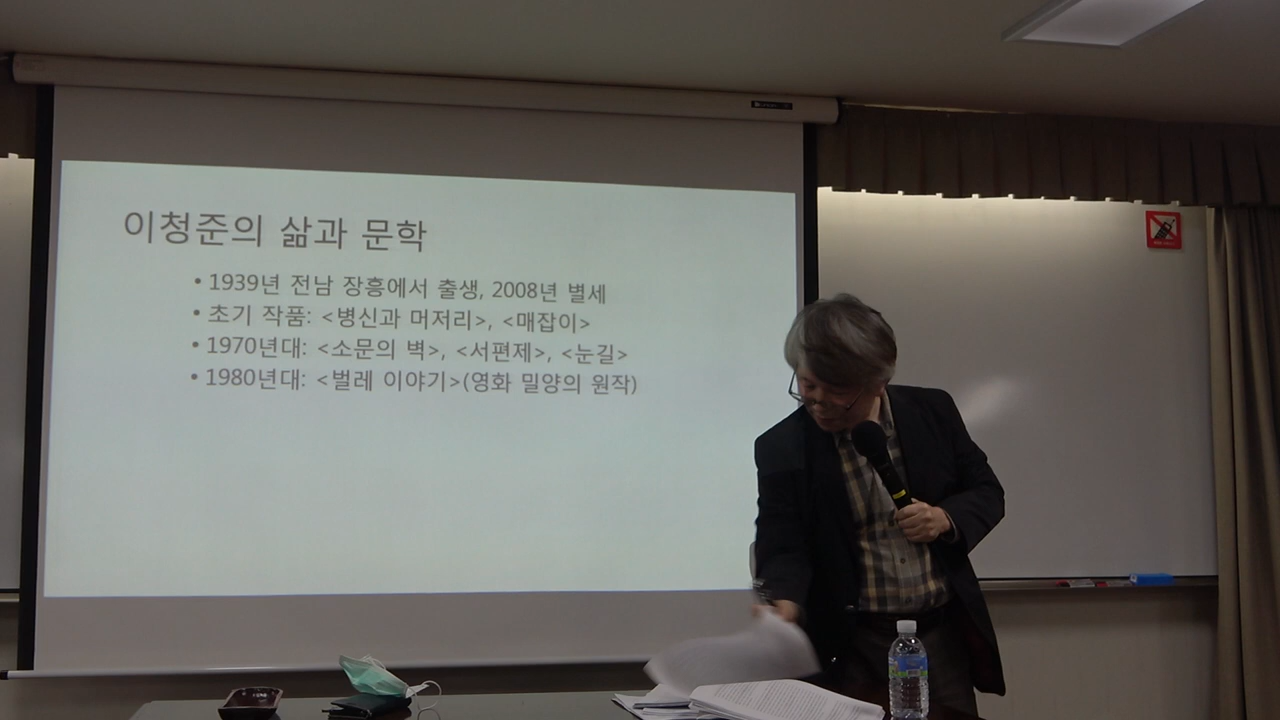 이청준의 삶과 문학
• 1939년 전남 장흥에서 출생, 2008년 별세
• 초기 작품: <병신과 머저리>, <매잡이>
• 1970년대: <소문의 벽>, <서편제>, <눈길>
• 1980년대: <벌레 이야기>(영화 밀양의 원작)